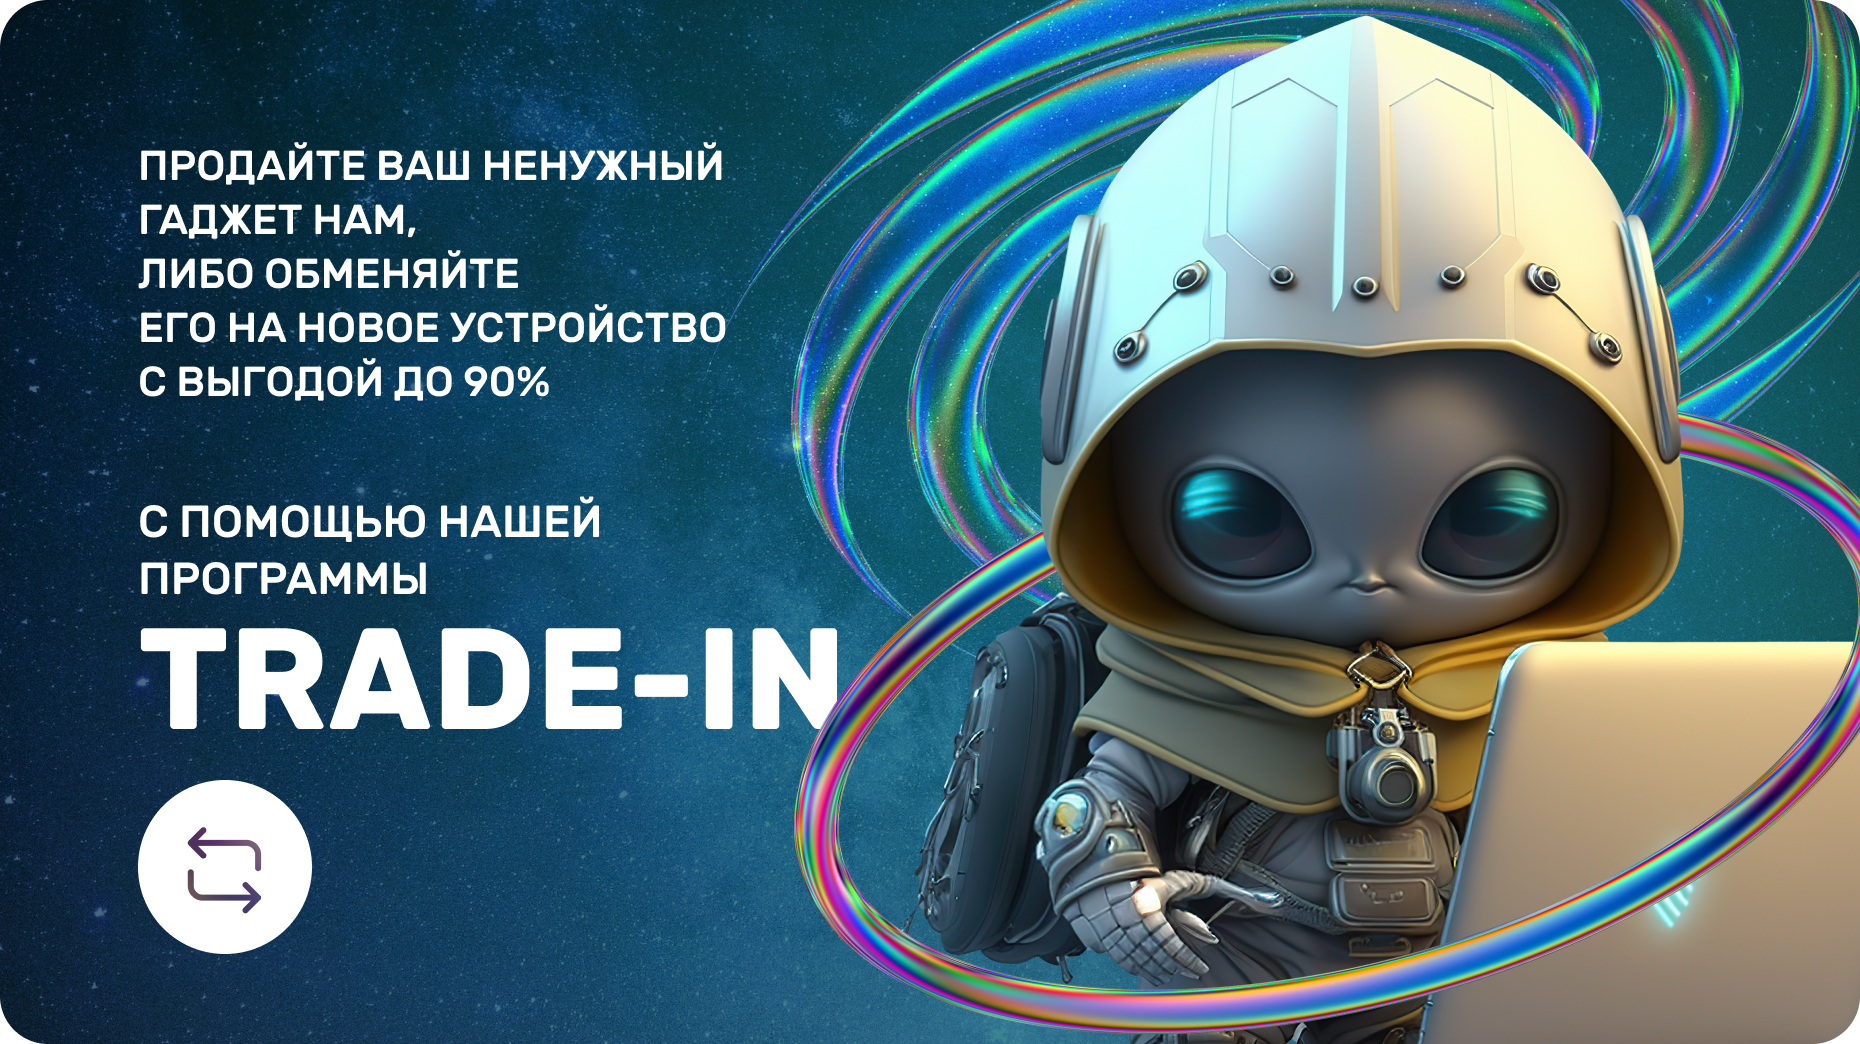 ПРОДАЙТЕ ВАШ НЕНУЖНЫЙ
ГАДЖЕТ НАМ,
ЛИБО ОБМЕНЯЙТЕ
ЕГО НА НОВОЕ УСТРОЙСТВО
С ВЫГОДОЙ ДО 90%
С ПОМОЩЬЮ НАШЕЙ
ПРОГРАММЫ
TRADE-IN